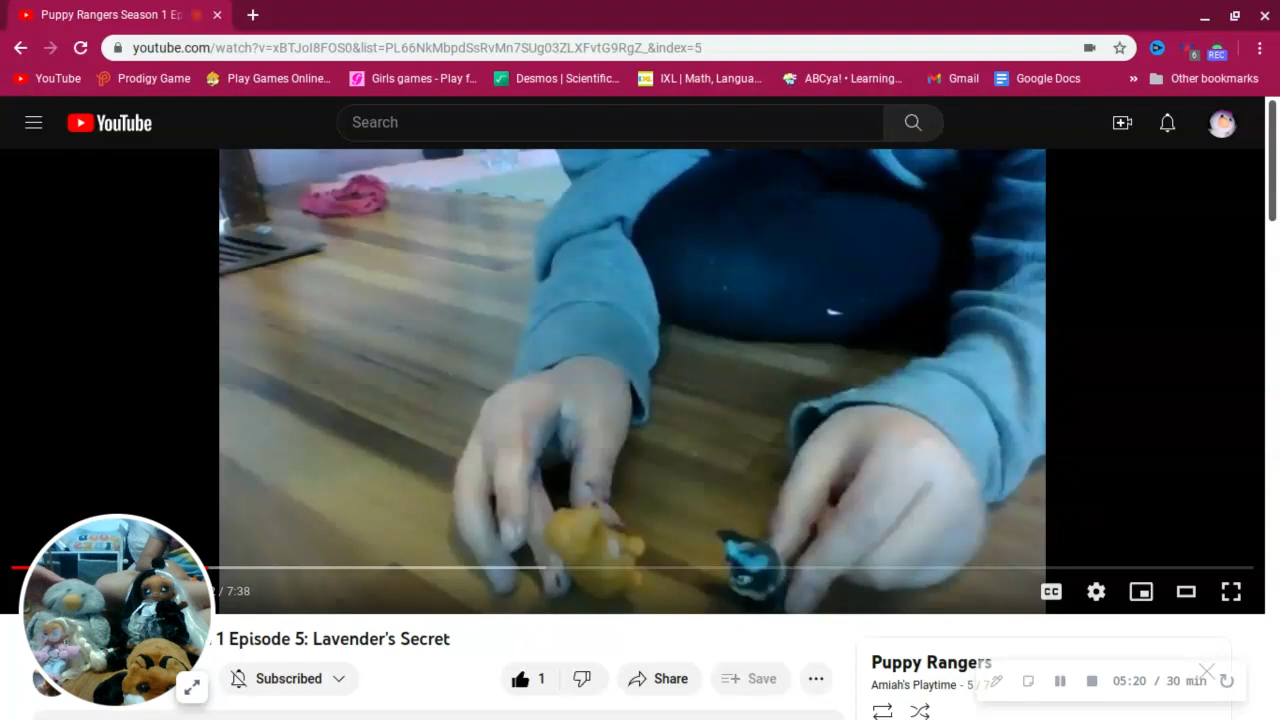 Puppy Rangers Season 1 Ep
youtube.com/watch?v=xBTJoI8FOS0&list=PL66NkMbpdSsRvMn7SUg03ZLXFvtG9RgZ_&index=5
6
REC
YouTube
Prodigy Game
Play Games Online...
Girls games - Play f...
Desmos | Scientific...
IXL | Math, Langua...
ABCya! • Learning...
Gmail
Google Docs
»
Other bookmarks
YouTube
Search
/ 7:38
CC
1 Episode 5: Lavender's Secret
Subscribed
1
Share
Save
Puppy Rangers
Amiah's Playtime - 5 / 7
05:20 / 30 min